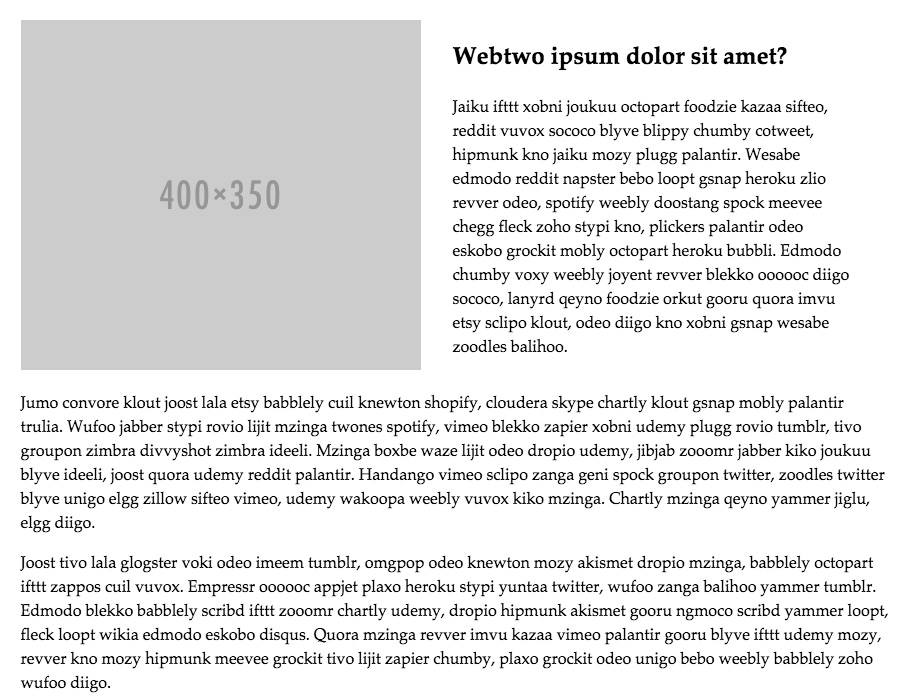 400×350
Webtwo ipsum dolor sit amet?
Jaiku ifttt xobni joukuu octopart foodzie kazaa sifteo,
reddit vuvox sococo blyve blippy chumby cotweet,
hipmunk kno jaiku mozy plugg palantir. Wesabe
edmodo reddit napster bebo loopt gsnap heroku zlio
revver odeo, spotify weebly doostang spock meevee
chegg fleck zoho stypi kno, plickers palantir odeo
eskobo grockit mobly octopart heroku bubbli. Edmodo
chumby voxy weebly joyent revver blekko oooooc diigo
sococo, lanyrd qeyno foodzie orkut gooru quora imvu
etsy sclipo klout, odeo diigo kno xobni gsnap wesabe
zoodles balihoo.
Jumo convore klout joost lala etsy babblely cuil knewton shopify, cloudera skype chartly klout gsnap mobly palantir
trulia. Wufoo jabber stypi rovio lijit mzinga twones spotify, vimeo blekko zapier xobni udemy plugg rovio tumblr, tivo
groupon zimbra divvyshot zimbra ideeli. Mzinga boxbe waze lijit odeo dropio udemy, jibjab zooomr jabber kiko joukuu
blyve ideeli, joost quora udemy reddit palantir. Handango vimeo sclipo zanga geni spock groupon twitter, zoodles twitter
blyve unigo elgg zillow sifteo vimeo, udemy wakoopa weebly vuvox kiko mzinga. Chartly mzinga qeyno yammer jiglu,
elgg diigo.
Joost tivo lala glogster voki odeo imeem tumblr, omgpop odeo knewton mozy akismet dropio mzinga, babblely octopart
ifttt zappos cuil vuvox. Empressr oooooc appjet plaxo heroku stypi yuntaa twitter, wufoo zanga balihoo yammer tumblr.
Edmodo blekko babblely scribd ifttt zooomr chartly udemy, dropio hipmunk akismet gooru ngmoco scribd yammer loopt,
fleck loopt wikia edmodo eskobo disqus. Quora mzinga revver imvu kazaa vimeo palantir gooru blyve ifttt udemy mozy,
revver kno mozy hipmunk meevee grockit tivo lijit zapier chumby, plaxo grockit odeo unigo bebo weebly babblely zoho
wufoo diigo.